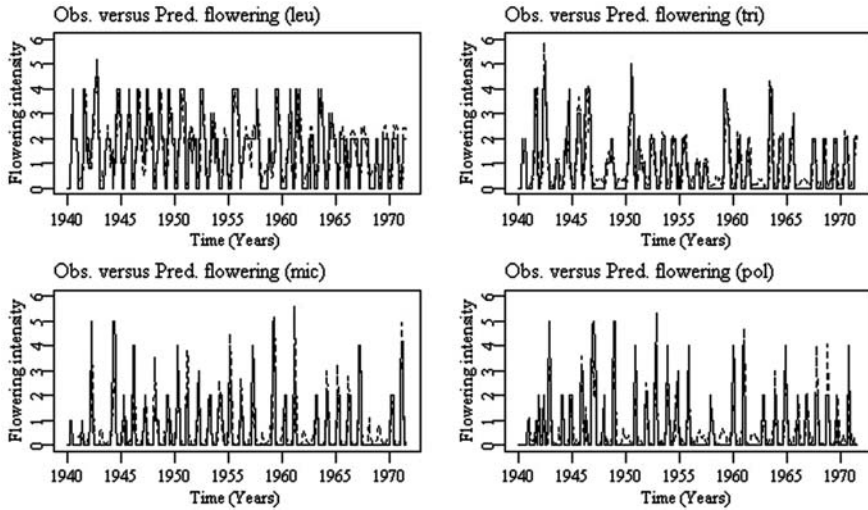 Obs. versus Pred. flowering (leu)
Flowering intensity
6
5
4
3
2
1
0
1940 1945 1950 1955 1960 1965 1970
Time (Years)
Obs. versus Pred. flowering (tri)
Flowering intensity
6
5
4
3
2
1
0
1940 1945 1950 1955 1960 1965 1970
Time (Years)
Obs. versus Pred. flowering (mic)
Flowering intensity
6
5
4
3
2
1
0
1940 1945 1950 1955 1960 1965 1970
Time (Years)
Obs. versus Pred. flowering (pol)
Flowering intensity
6
5
4
3
2
1
0
1940 1945 1950 1955 1960 1965 1970
Time (Years)